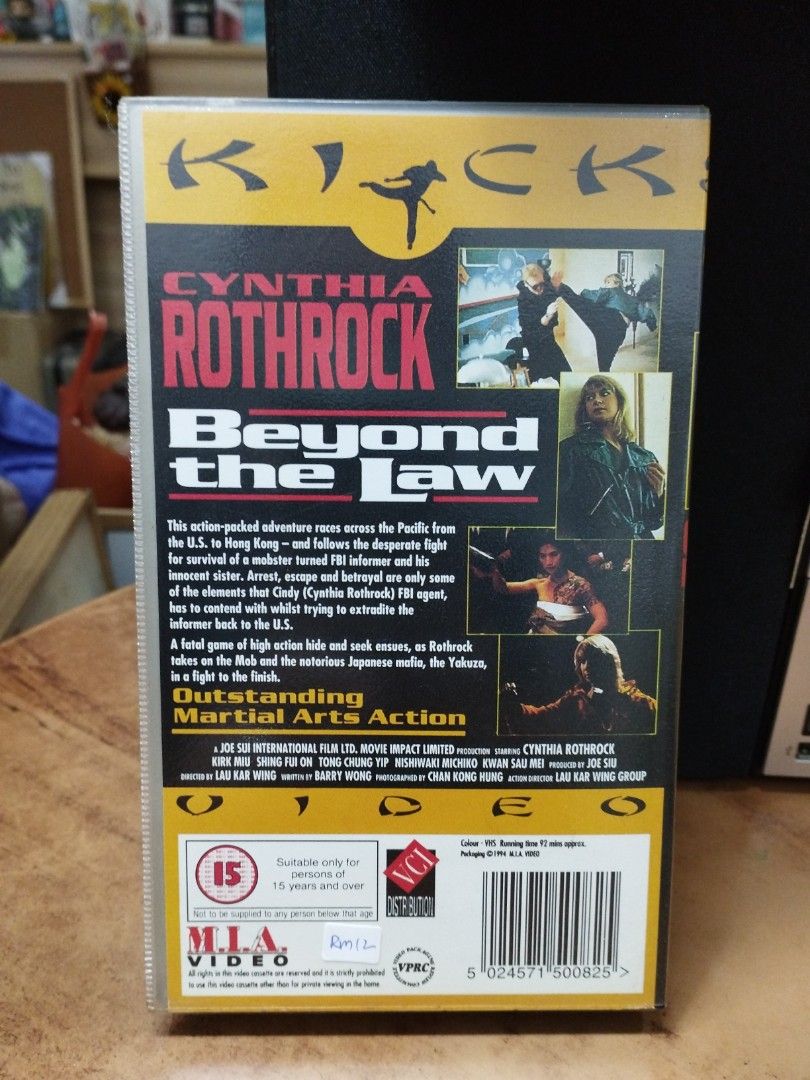 KICKS
CYNTHIA
ROTHROCK
Beyond
the Law
This action-packed adventure races across the Pacific from
the U.S. to Hong Kong – and follows the desperate fight
for survival of a mobster turned FBI informer and his
innocent sister. Arrest, escape and betrayal are only some
of the elements that Cindy (Cynthia Rothrock) FBI agent,
has to contend with whilst trying to extradite the
informer back to the U.S.
A fatal game of high action hide and seek ensues, as Rothrock
takes on the Mob and the notorious Japanese mafia, the Yakuza,
in a fight to the finish.
Outstanding
Martial Arts Action
A JOE SUI INTERNATIONAL FILM LTD. MOVIE IMPACT LIMITED PRODUCTION STARRING CYNTHIA ROTHROCK
KIRK MIU SHING FUI ON TONG CHUNG YIP NISHIWAKI MICHIKO KWAN SAU MEI PRODUCED BY JOE SIU
DIRECTED BY LAU KAR WING WRITTEN BY BARRY WONG PHOTOGRAPHED BY CHAN KONG HUNG ACTION DIRECTOR LAU KAR WING GROUP
VIDEO
15
Suitable only for
persons of
15 years and over
Not to be supplied to any person below that age
VCI
DISTRIBUTION
Colour · VHS Running time 92 mins approx.
Packaging © 1994 M.I.A. VIDEO
M.I.A.
VIDEO
RM12
VPRC
All rights in this video cassette are reserved and it is strictly prohibited
to use this video cassette other than for private viewing in the home.
5 024571 500825 >